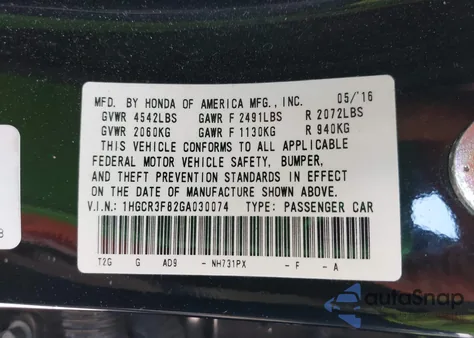 MFD. BY HONDA OF AMERICA MFG., INC. 05/'16
GVWR 4542LBS GAWR F 2491LBS R 2072LBS
GVWR 2060KG GAWR F 1130KG R 940KG
THIS VEHICLE CONFORMS TO ALL APPLICABLE
FEDERAL MOTOR VEHICLE SAFETY, BUMPER,
AND THEFT PREVENTION STANDARDS IN EFFECT
ON THE DATE OF MANUFACTURE SHOWN ABOVE.
V.I.N.: 1HGCR3F82GA030074 TYPE: PASSENGER CAR
T2G G AD9 - NH731PX - F - A
autoSnap